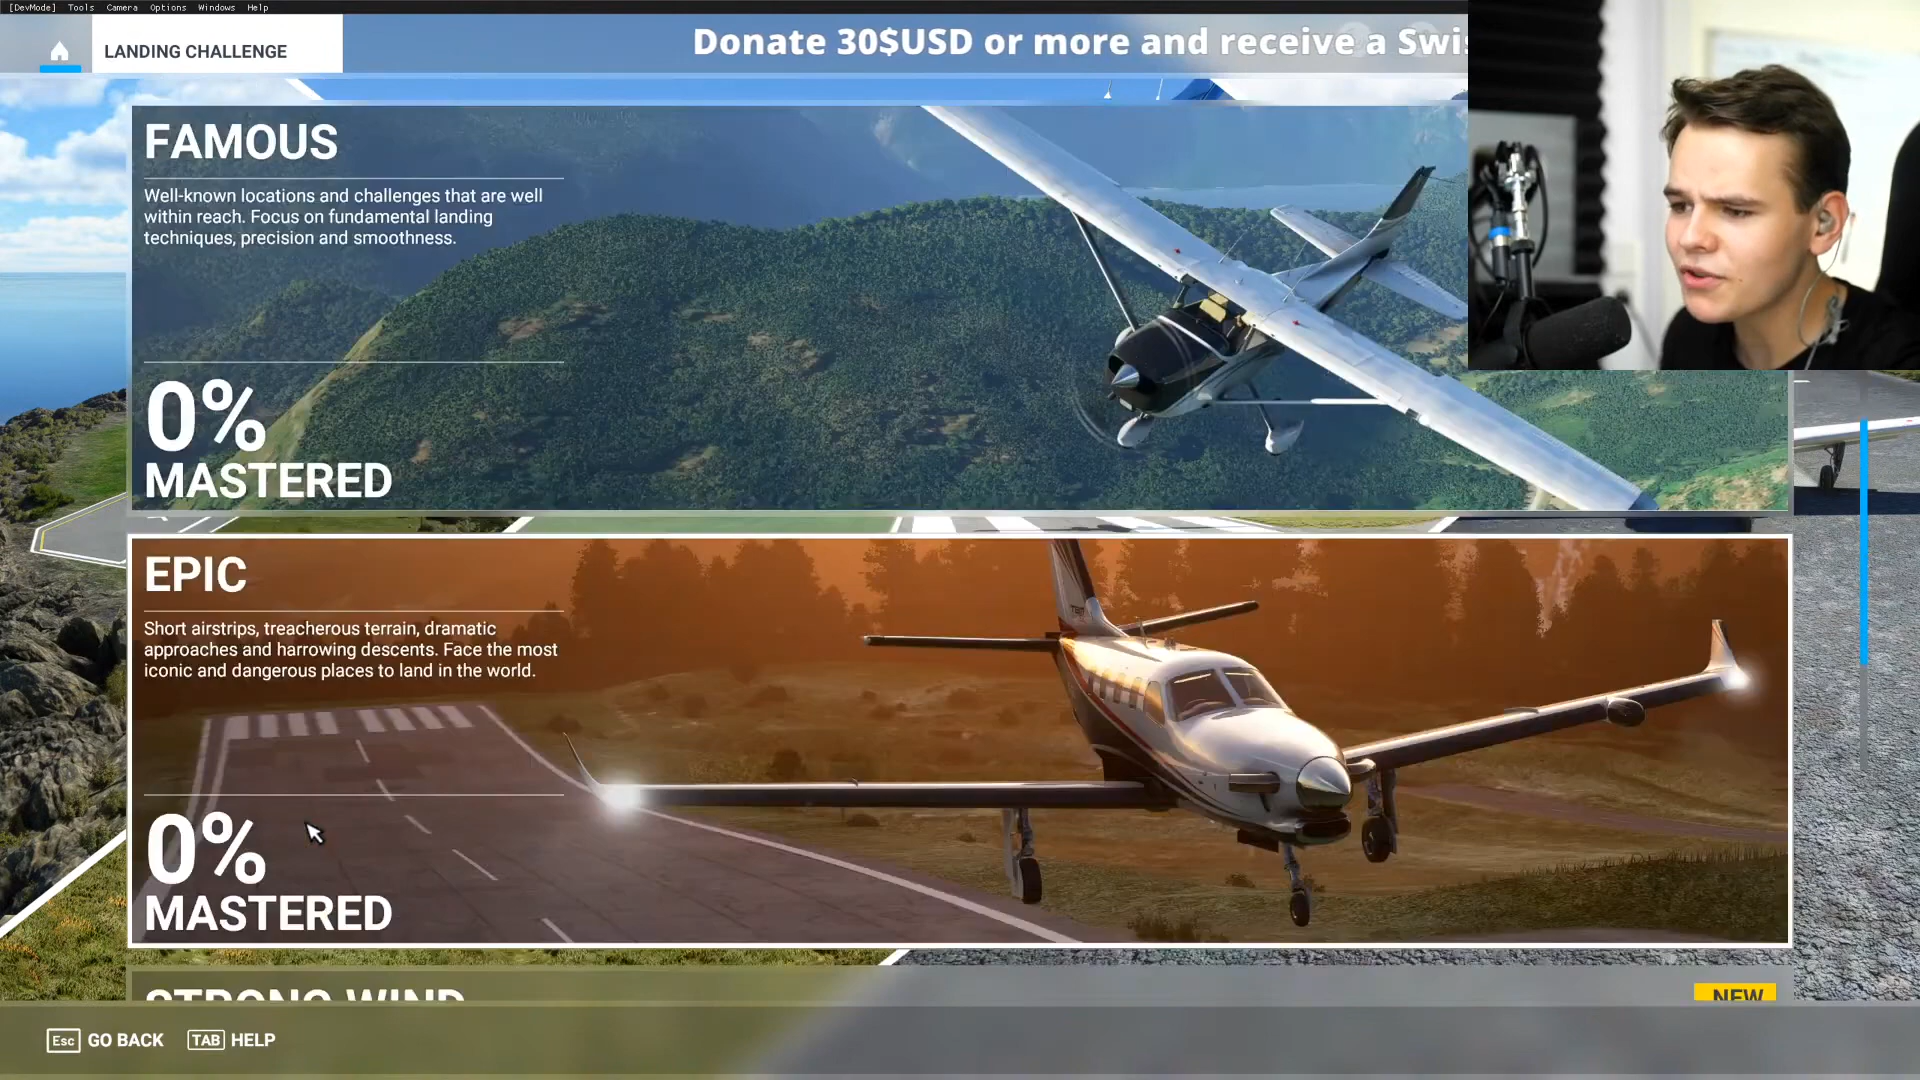 [DevMode] Tools Camera Options Windows Help
LANDING CHALLENGE
Donate 30$USD or more and receive a
FAMOUS
Well-known locations and challenges that are well
within reach. Focus on fundamental landing
techniques, precision and smoothness.
0%
MASTERED
EPIC
Short airstrips, treacherous terrain, dramatic
approaches and harrowing descents. Face the most
iconic and dangerous places to land in the world.
0%
MASTERED
STRONG WIND
NEW
Esc GO BACK TAB HELP